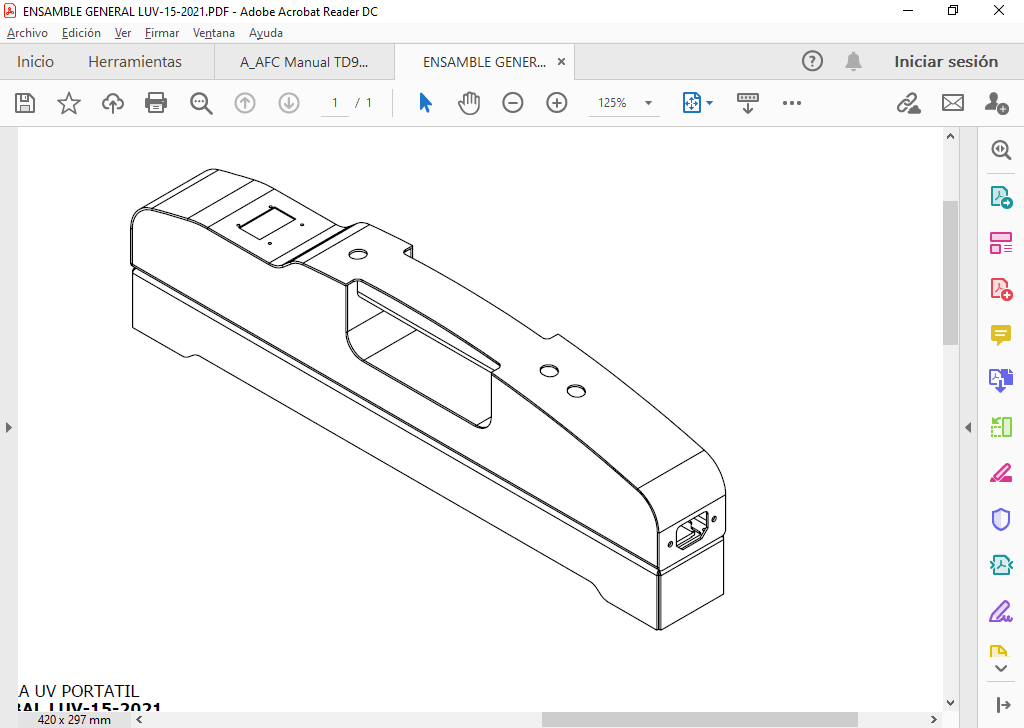 ENSAMBLE GENERAL LUV-15-2021.PDF - Adobe Acrobat Reader DC
Archivo Edición Ver Firmar Ventana Ayuda
Inicio Herramientas A_AFC Manual TD9... ENSAMBLE GENER... Iniciar sesión
1 / 1 125%
A UV PORTATIL
RAL LUV-15-2021
420 x 297 mm